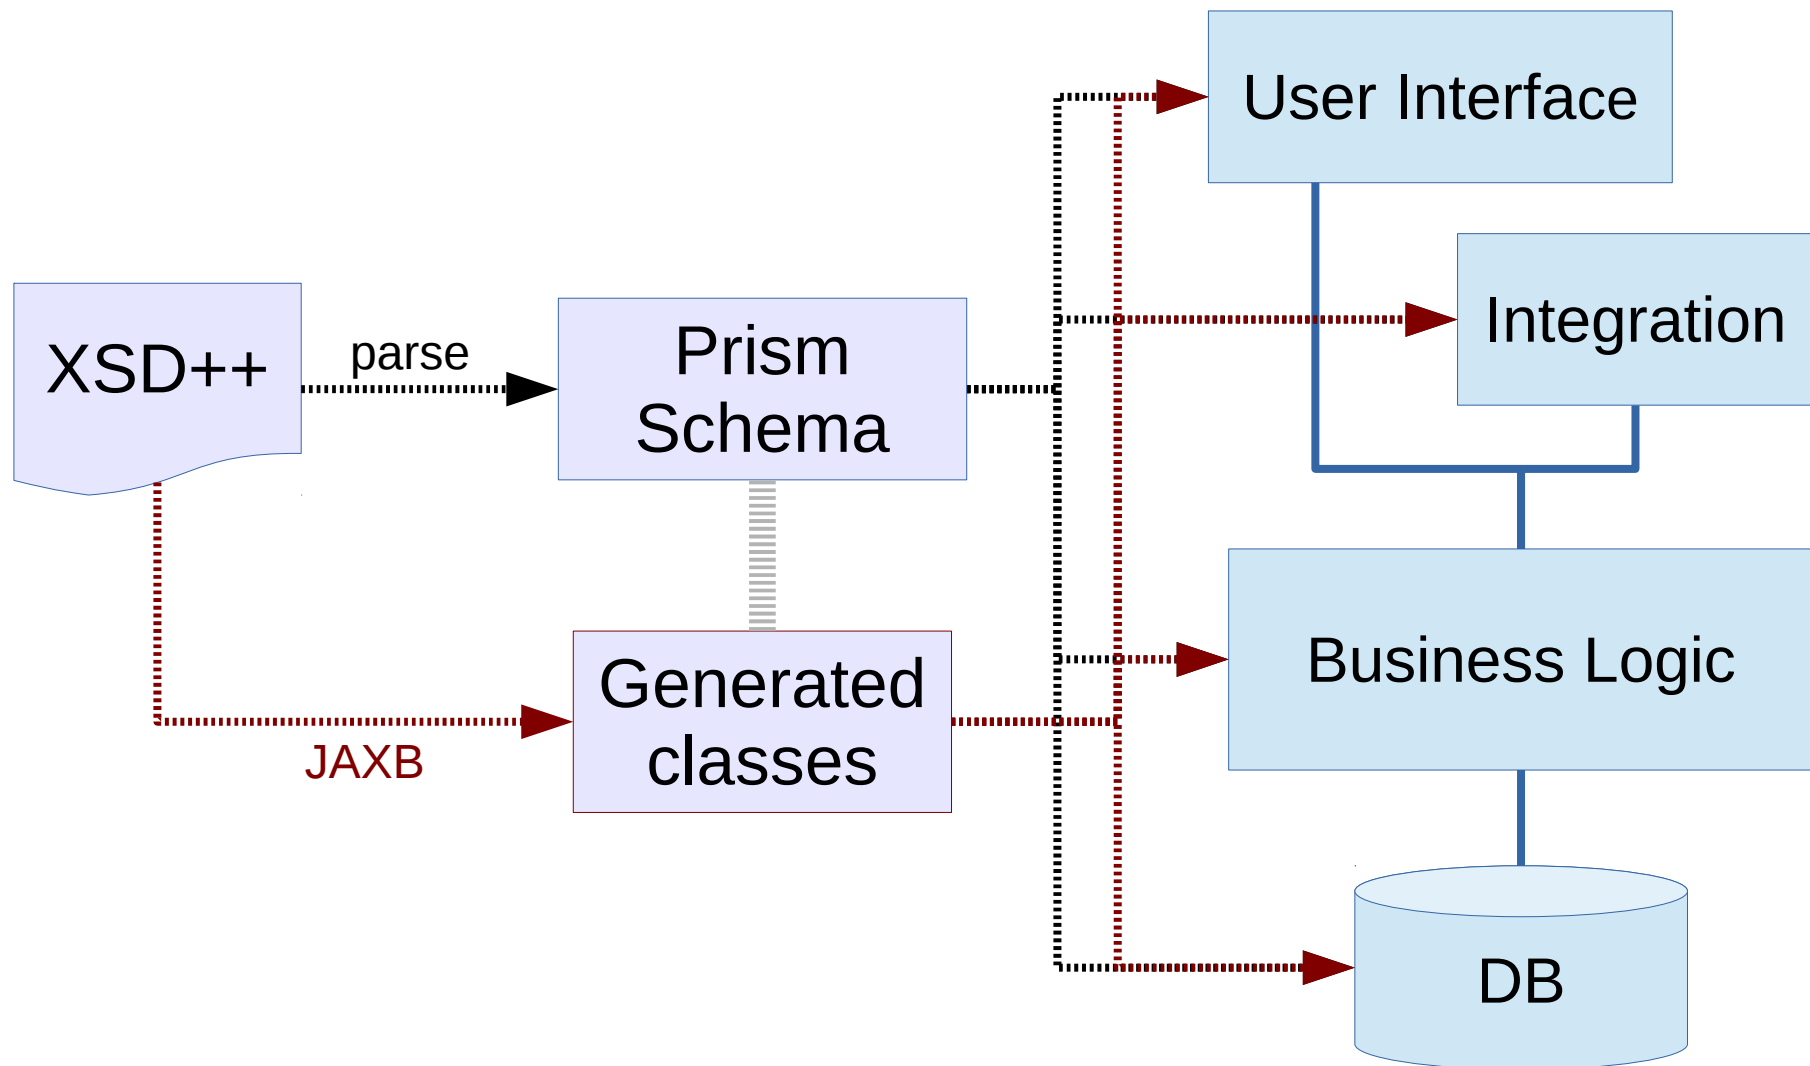 User Interface
Integration
XSD++
parse
Prism
Schema
Generated
classes
JAXB
Business Logic
DB